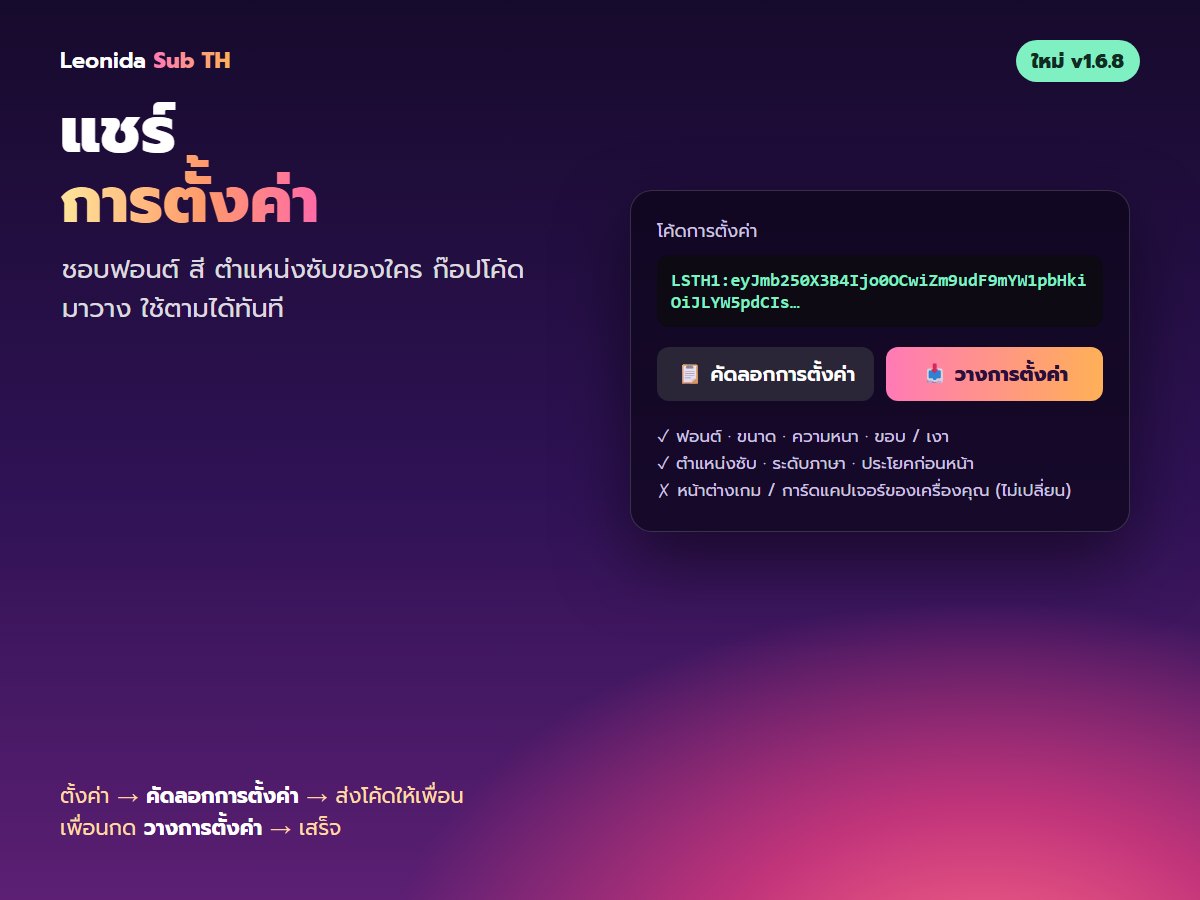 Leonida Sub TH
ใหม่ v1.6.8
แชร์
การตั้งค่า
ชอบฟอนต์ สี ตำแหน่งซับของใคร ก๊อปโค้ด
มาวาง ใช้ตามได้ทันที
โค้ดการตั้งค่า
LSTH1:eyJmb250X3B4Ijo0OCwiZm9udF9mYW1pbHki
OiJLYW5pdCIs…
📋 คัดลอกการตั้งค่า
📥 วางการตั้งค่า
✓ ฟอนต์ · ขนาด · ความหนา · ขอบ / เงา
✓ ตำแหน่งซับ · ระดับภาษา · ประโยคก่อนหน้า
✗ หน้าต่างเกม / การ์ดแคปเจอร์ของเครื่องคุณ (ไม่เปลี่ยน)
ตั้งค่า → คัดลอกการตั้งค่า → ส่งโค้ดให้เพื่อน
เพื่อนกด วางการตั้งค่า → เสร็จ